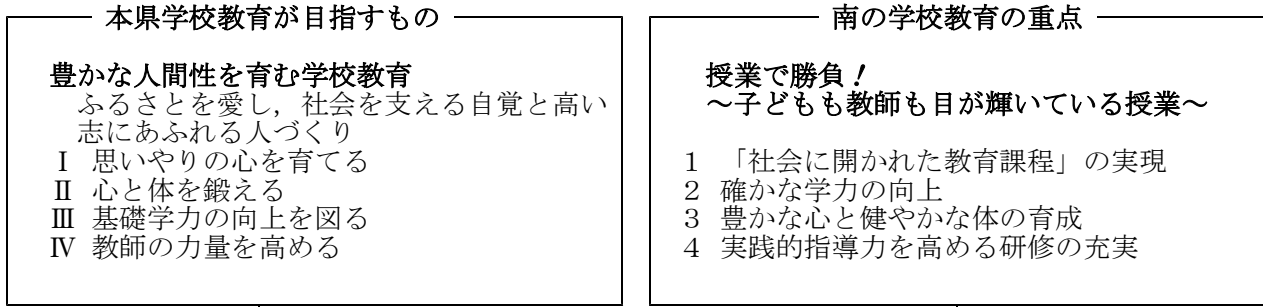 本県学校教育が目指すもの
豊かな人間性を育む学校教育
ふるさとを愛し，社会を支える自覚と高い
志にあふれる人づくり
Ⅰ 思いやりの心を育てる
Ⅱ 心と体を鍛える
Ⅲ 基礎学力の向上を図る
Ⅳ 教師の力量を高める
南の学校教育の重点
授業で勝負！
～子どもも教師も目が輝いている授業～
１ 「社会に開かれた教育課程」の実現
２ 確かな学力の向上
３ 豊かな心と健やかな体の育成
４ 実践的指導力を高める研修の充実